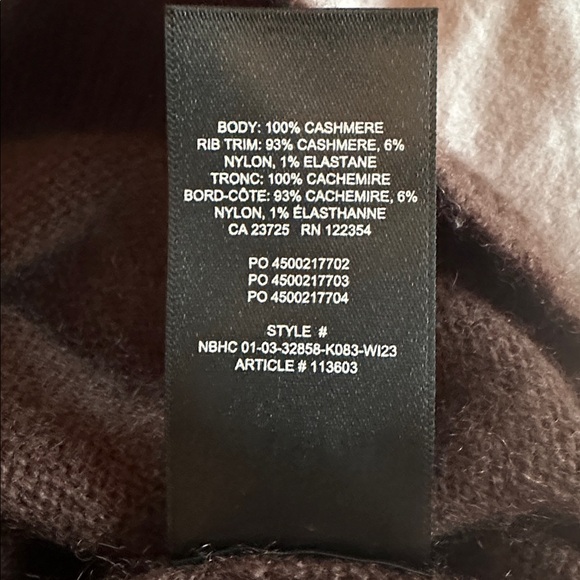 BODY: 100% CASHMERE
RIB TRIM: 93% CASHMERE, 6%
NYLON, 1% ELASTANE
TRONC: 100% CACHEMIRE
BORD-CÔTE: 93% CACHEMIRE, 6%
NYLON, 1% ÉLASTHANNE
CA 23725 RN 122354
PO 4500217702
PO 4500217703
PO 4500217704
STYLE #
NBHC 01-03-32858-K083-WI23
ARTICLE # 113603